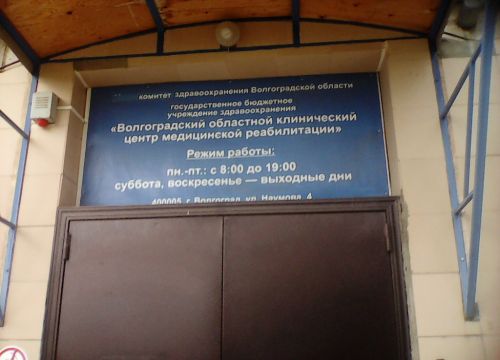 комитет здравоохранения Волгоградской области
государственное бюджетное
учреждение здравоохранения
«Волгоградский областной клинический
центр медицинской реабилитации»
Режим работы:
пн.-пт.: с 8:00 до 19:00
суббота, воскресенье — выходные дни
400005, г. Волгоград, ул. Наумова, 4